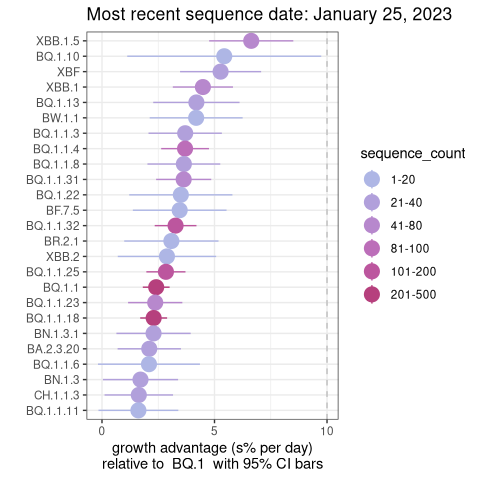 Most recent sequence date: January 25, 2023
XBB.1.5
BQ.1.10
XBF
XBB.1
BQ.1.13
BW.1.1
BQ.1.1.3
BQ.1.1.4
BQ.1.1.8
BQ.1.1.31
BQ.1.22
BF.7.5
BQ.1.1.32
BR.2.1
XBB.2
BQ.1.1.25
BQ.1.1
BQ.1.1.23
BQ.1.1.18
BN.1.3.1
BA.2.3.20
BQ.1.1.6
BN.1.3
CH.1.1.3
BQ.1.1.11
0 5 10
growth advantage (s% per day)
relative to BQ.1 with 95% CI bars
sequence_count
1-20
21-40
41-80
81-100
101-200
201-500